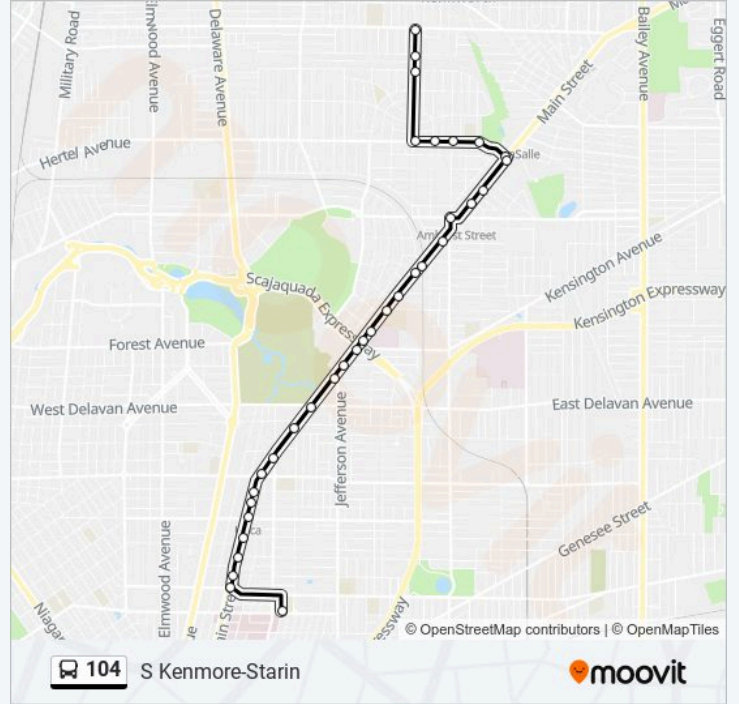 Military Road
Elmwood Avenue
Delaware Avenue
Bailey Avenue
Eggert Road
Main Street
Hertel Avenue
Amherst Street
Kensington Avenue
Scajaquada Expressway
Kensington Expressway
Forest Avenue
West Delavan Avenue
East Delavan Avenue
Jefferson Avenue
Genesee Street
Elmwood Avenue
© OpenStreetMap contributors | © OpenMapTiles
104 S Kenmore-Starin
moovit